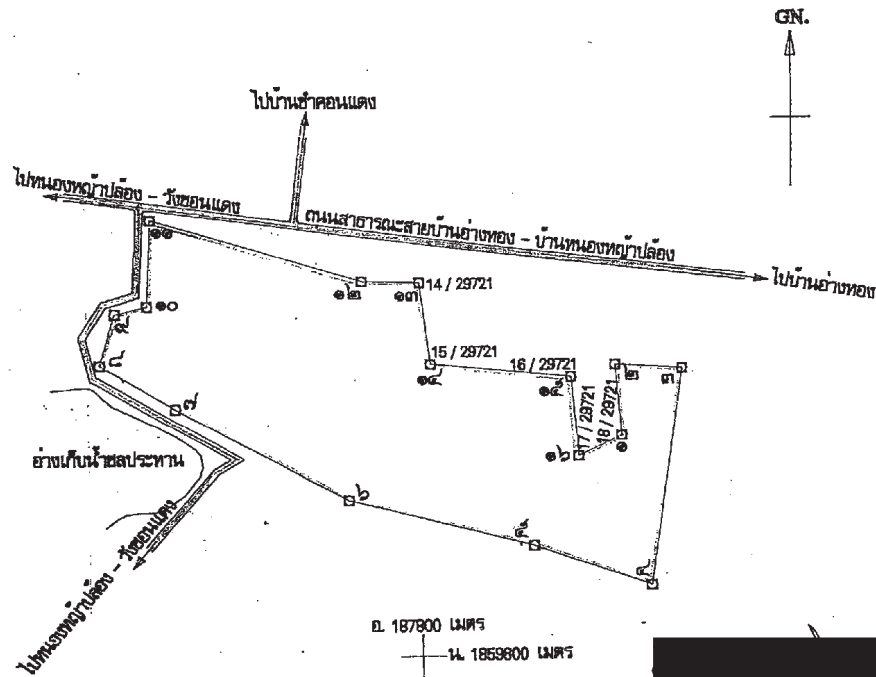 GN.
ไปบ้านซำคอนแดง
ไปหนองหญ้าปล้อง - วังขอนแดง
ถนนสาธารณะสายบ้านอ่างทอง - บ้านหนองหญ้าปล้อง
ไปบ้านอ่างทอง
๑๑
๑๒
๑๓
14 / 29721
๑๐
๙
๘
15 / 29721
๑๔
16 / 29721
๑๕
17 / 29721
18 / 29721
๒
๓
๗
๑๖
๑
อ่างเก็บน้ำชลประทาน
๖
๕
๔
ไปหนองหญ้าปล้อง - วังขอนแดง
อ. 187800 เมตร
น. 1859800 เมตร